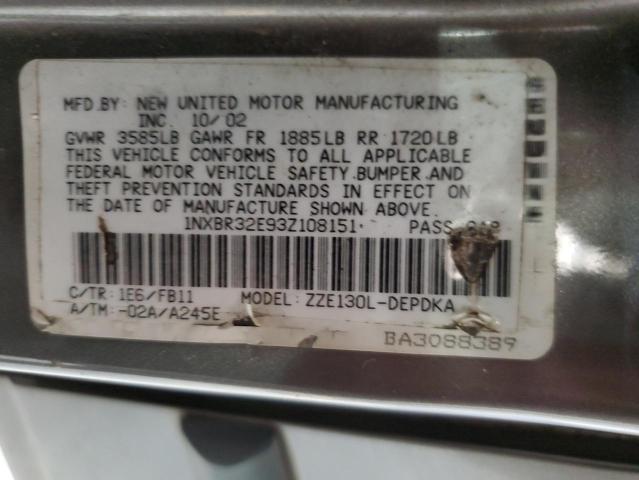 MFD.BY: NEW UNITED MOTOR MANUFACTURING
INC. 10/02
GVWR 3585LB GAWR FR 1885LB RR 1720LB
THIS VEHICLE CONFORMS TO ALL APPLICABLE
FEDERAL MOTOR VEHICLE SAFETY.BUMPER.AND
THEFT PREVENTION STANDARDS IN EFFECT ON
THE DATE OF MANUFACTURE SHOWN ABOVE.
1NXBR32E93Z108151 PASS.
C/TR: 1E6/FB11 MODEL: ZZE130L-DEPDKA
A/TM: -02A/A245E
BA3088389